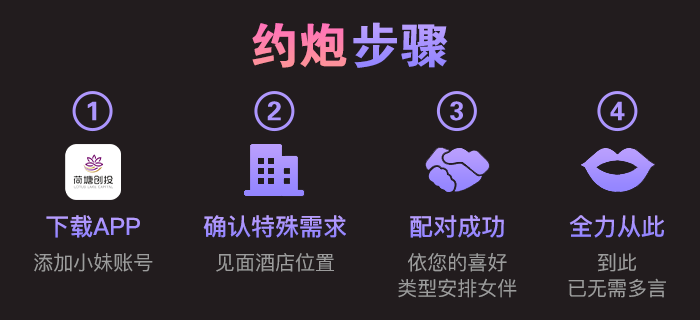 约炮步骤
1
2
3
4
荷塘创投
LOTUS LAKE CAPITAL
下载APP
确认特殊需求
配对成功
全力从此
添加小妹账号
见面酒店位置
依您的喜好
类型安排女伴
到此
已无需多言